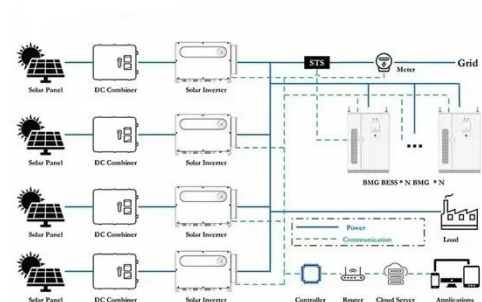 STS
Meter
Grid
Solar Panel
DC Combiner
Solar Inverter
Solar Panel
DC Combiner
Solar Inverter
BMG BESS * N BMG * N
Solar Panel
DC Combiner
Solar Inverter
Power
Communication
Load
Solar Panel
DC Combiner
Solar Inverter
Controller
Router
Cloud Server
Applications